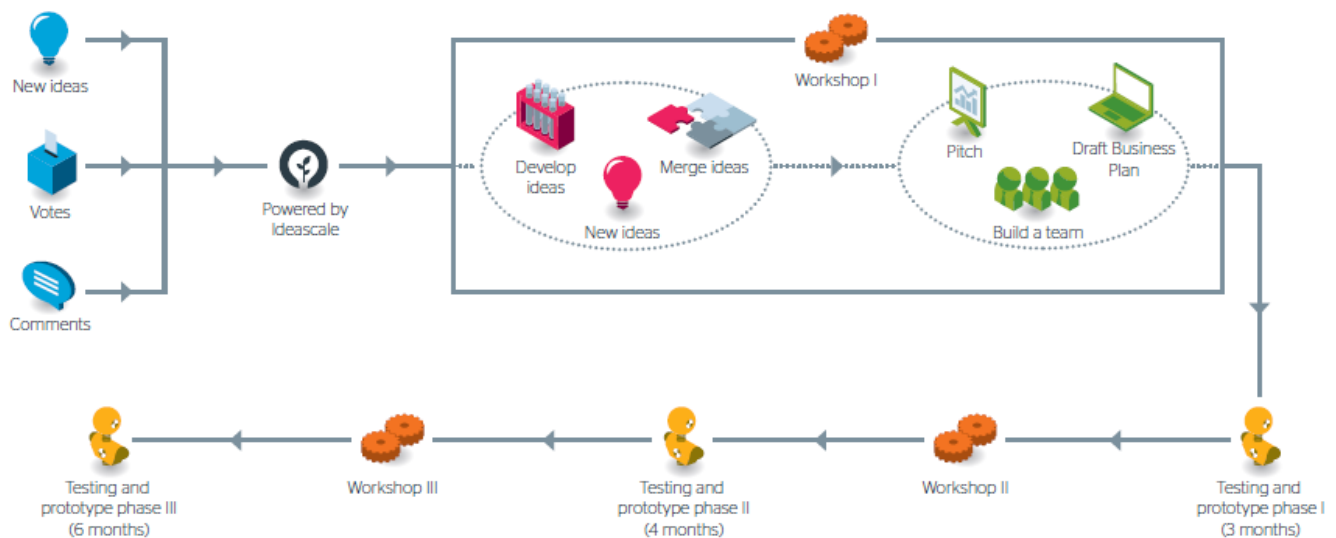 New ideas
Votes
Comments
Powered by
Ideascale
Workshop I
Develop
ideas
Merge ideas
New ideas
Pitch
Draft Business
Plan
Build a team
Testing and
prototype phase III
(6 months)
Workshop III
Testing and
prototype phase II
(4 months)
Workshop II
Testing and
prototype phase I
(3 months)